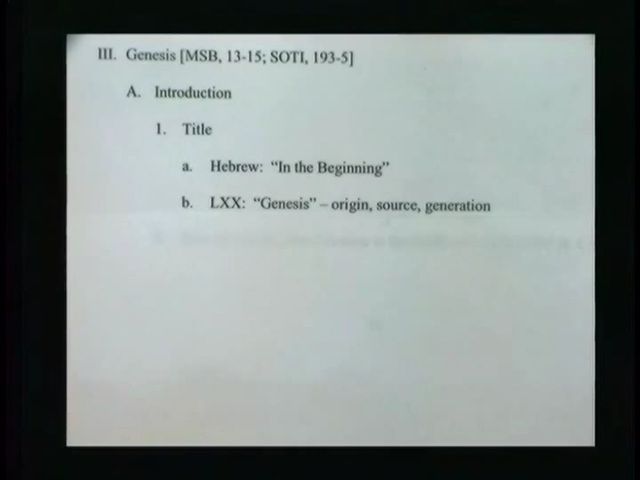 III. Genesis [MSB, 13-15; SOTI, 193-5]
A. Introduction
1. Title
a. Hebrew: “In the Beginning”
b. LXX: “Genesis” – origin, source, generation